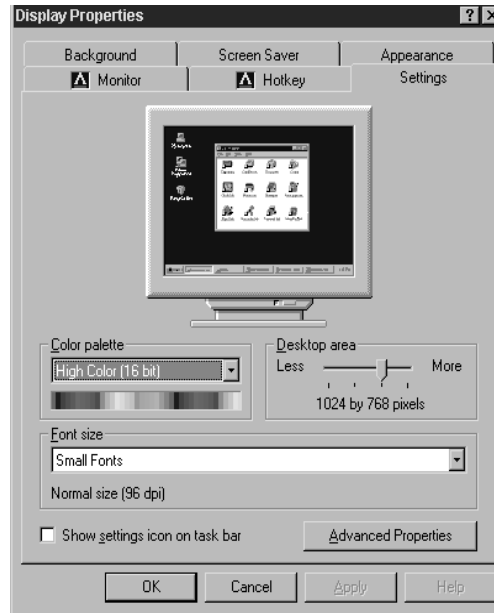 Display Properties
Background Screen Saver Appearance
Monitor Hotkey Settings
Color palette
High Color (16 bit)
Desktop area
Less More
1024 by 768 pixels
Font size
Small Fonts
Normal size (96 dpi)
Show settings icon on task bar
Advanced Properties
OK Cancel Apply Help